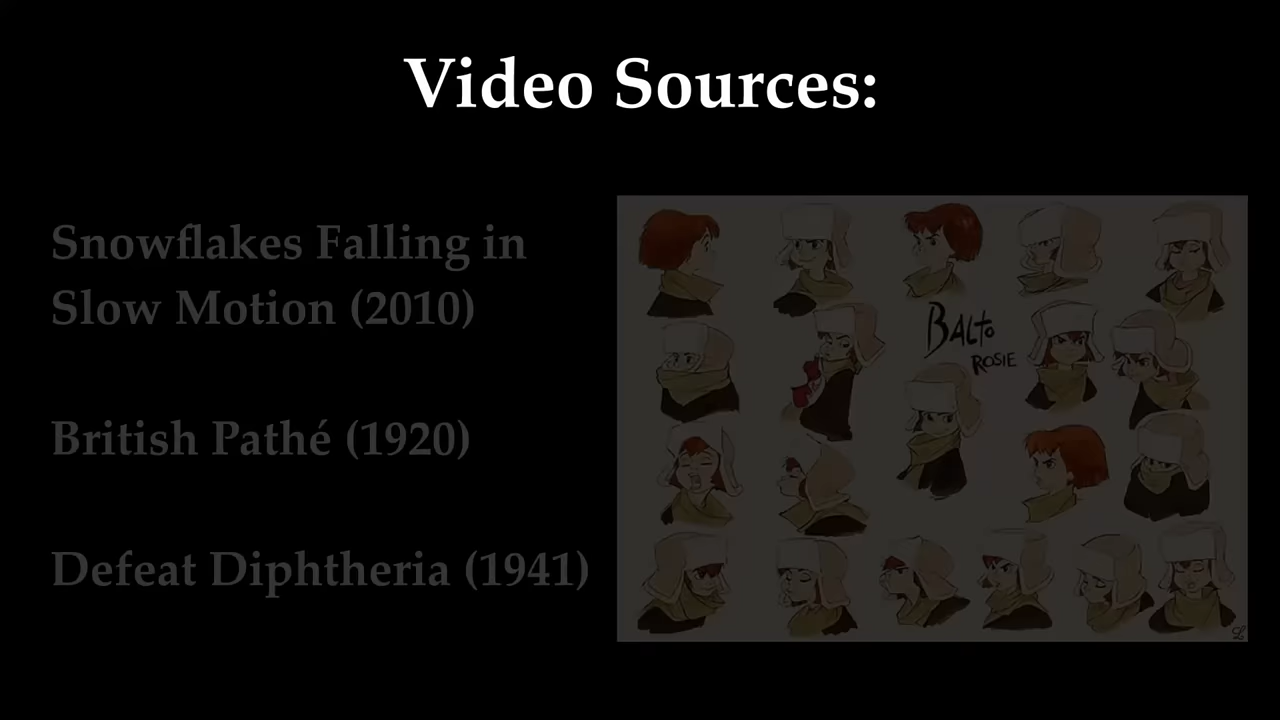 Video Sources:
Snowflakes Falling in
Slow Motion (2010)
British Pathé (1920)
Defeat Diphtheria (1941)
BALTO
ROSIE